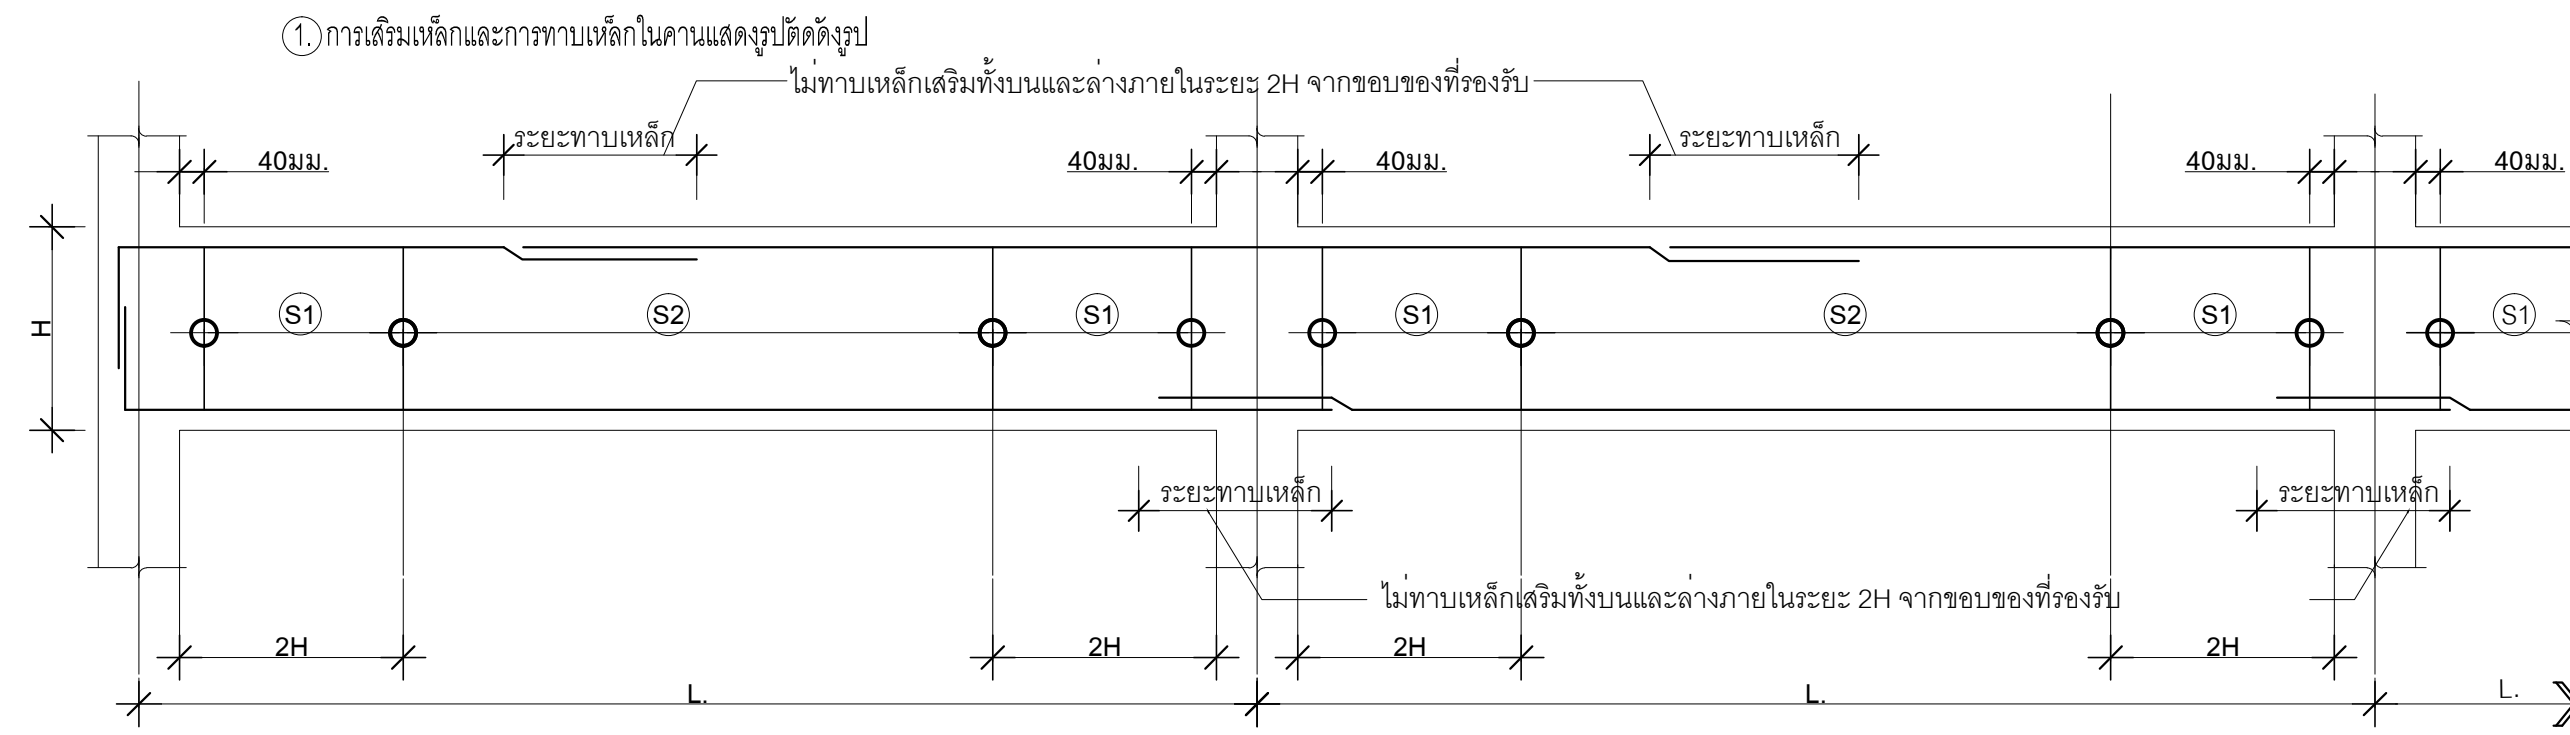 1. การเสริมเหล็กและการทาบเหล็กในคานแสดงรูปตัดดังรูป
ไม่ทาบเหล็กเสริมทั้งบนและล่างภายในระยะ 2H จากขอบของที่รองรับ
ระยะทาบเหล็ก ระยะทาบเหล็ก
40มม. 40มม. 40มม. 40มม. 40มม.
H S1 S2 S1 S1 S2 S1 S1
ระยะทาบเหล็ก ระยะทาบเหล็ก
ไม่ทาบเหล็กเสริมทั้งบนและล่างภายในระยะ 2H จากขอบของที่รองรับ
2H 2H 2H 2H
L. L. L.